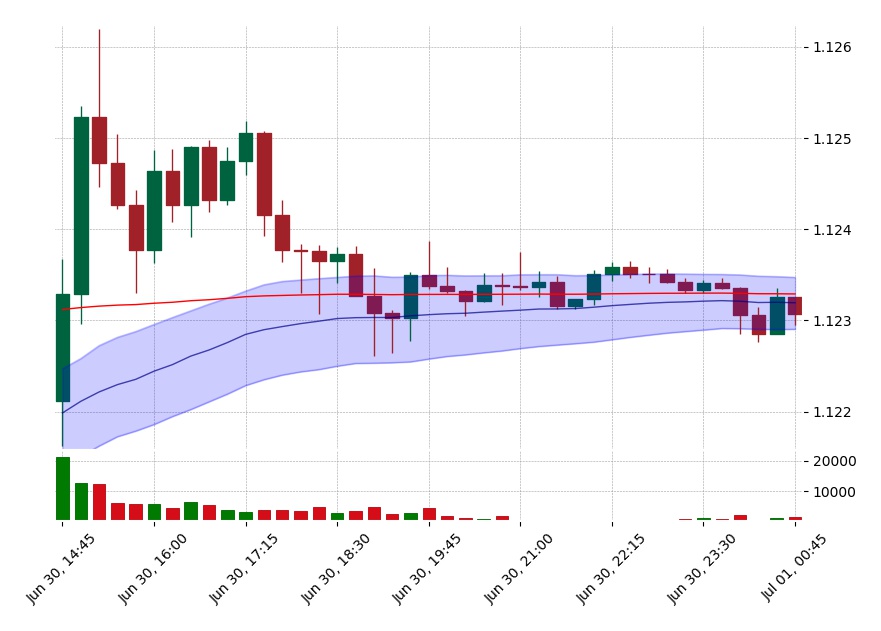 1.126
1.125
1.124
1.123
1.122
20000
10000
Jun 30, 14:45
Jun 30, 16:00
Jun 30, 17:15
Jun 30, 18:30
Jun 30, 19:45
Jun 30, 21:00
Jun 30, 22:15
Jun 30, 23:30
Jul 01, 00:45